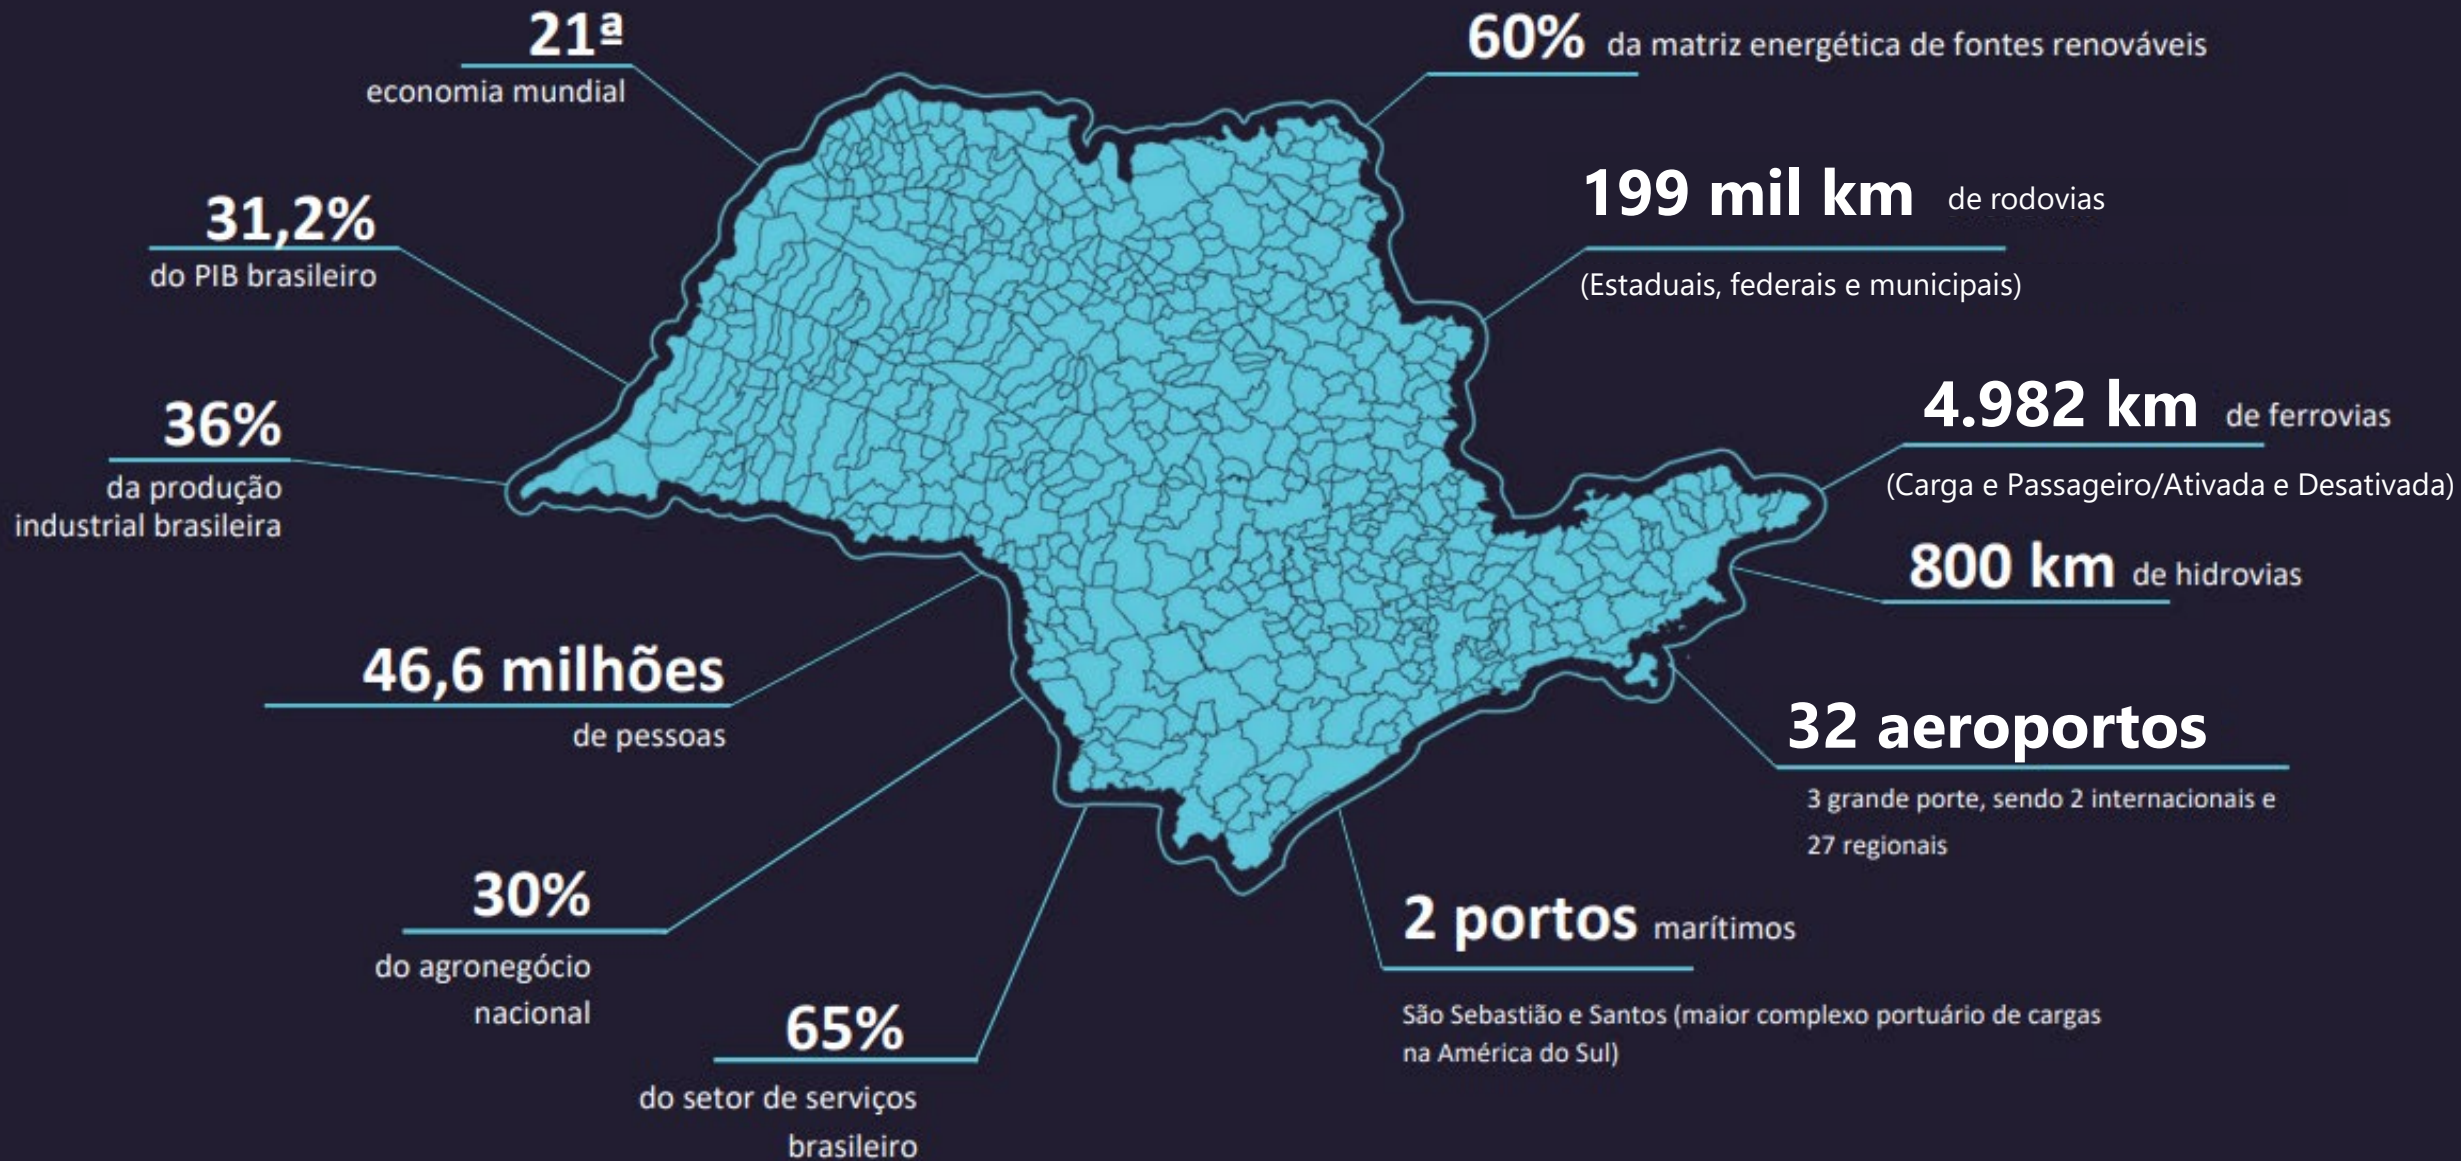 21ª
economia mundial
31,2%
do PIB brasileiro
36%
da produção
industrial brasileira
46,6 milhões
de pessoas
30%
do agronegócio
nacional
65%
do setor de serviços
brasileiro
60% da matriz energética de fontes renováveis
199 mil km de rodovias
(Estaduais, federais e municipais)
4.982 km de ferrovias
(Carga e Passageiro/Ativada e Desativada)
800 km de hidrovias
32 aeroportos
3 grande porte, sendo 2 internacionais e
27 regionais
2 portos marítimos
São Sebastião e Santos (maior complexo portuário de cargas
na América do Sul)